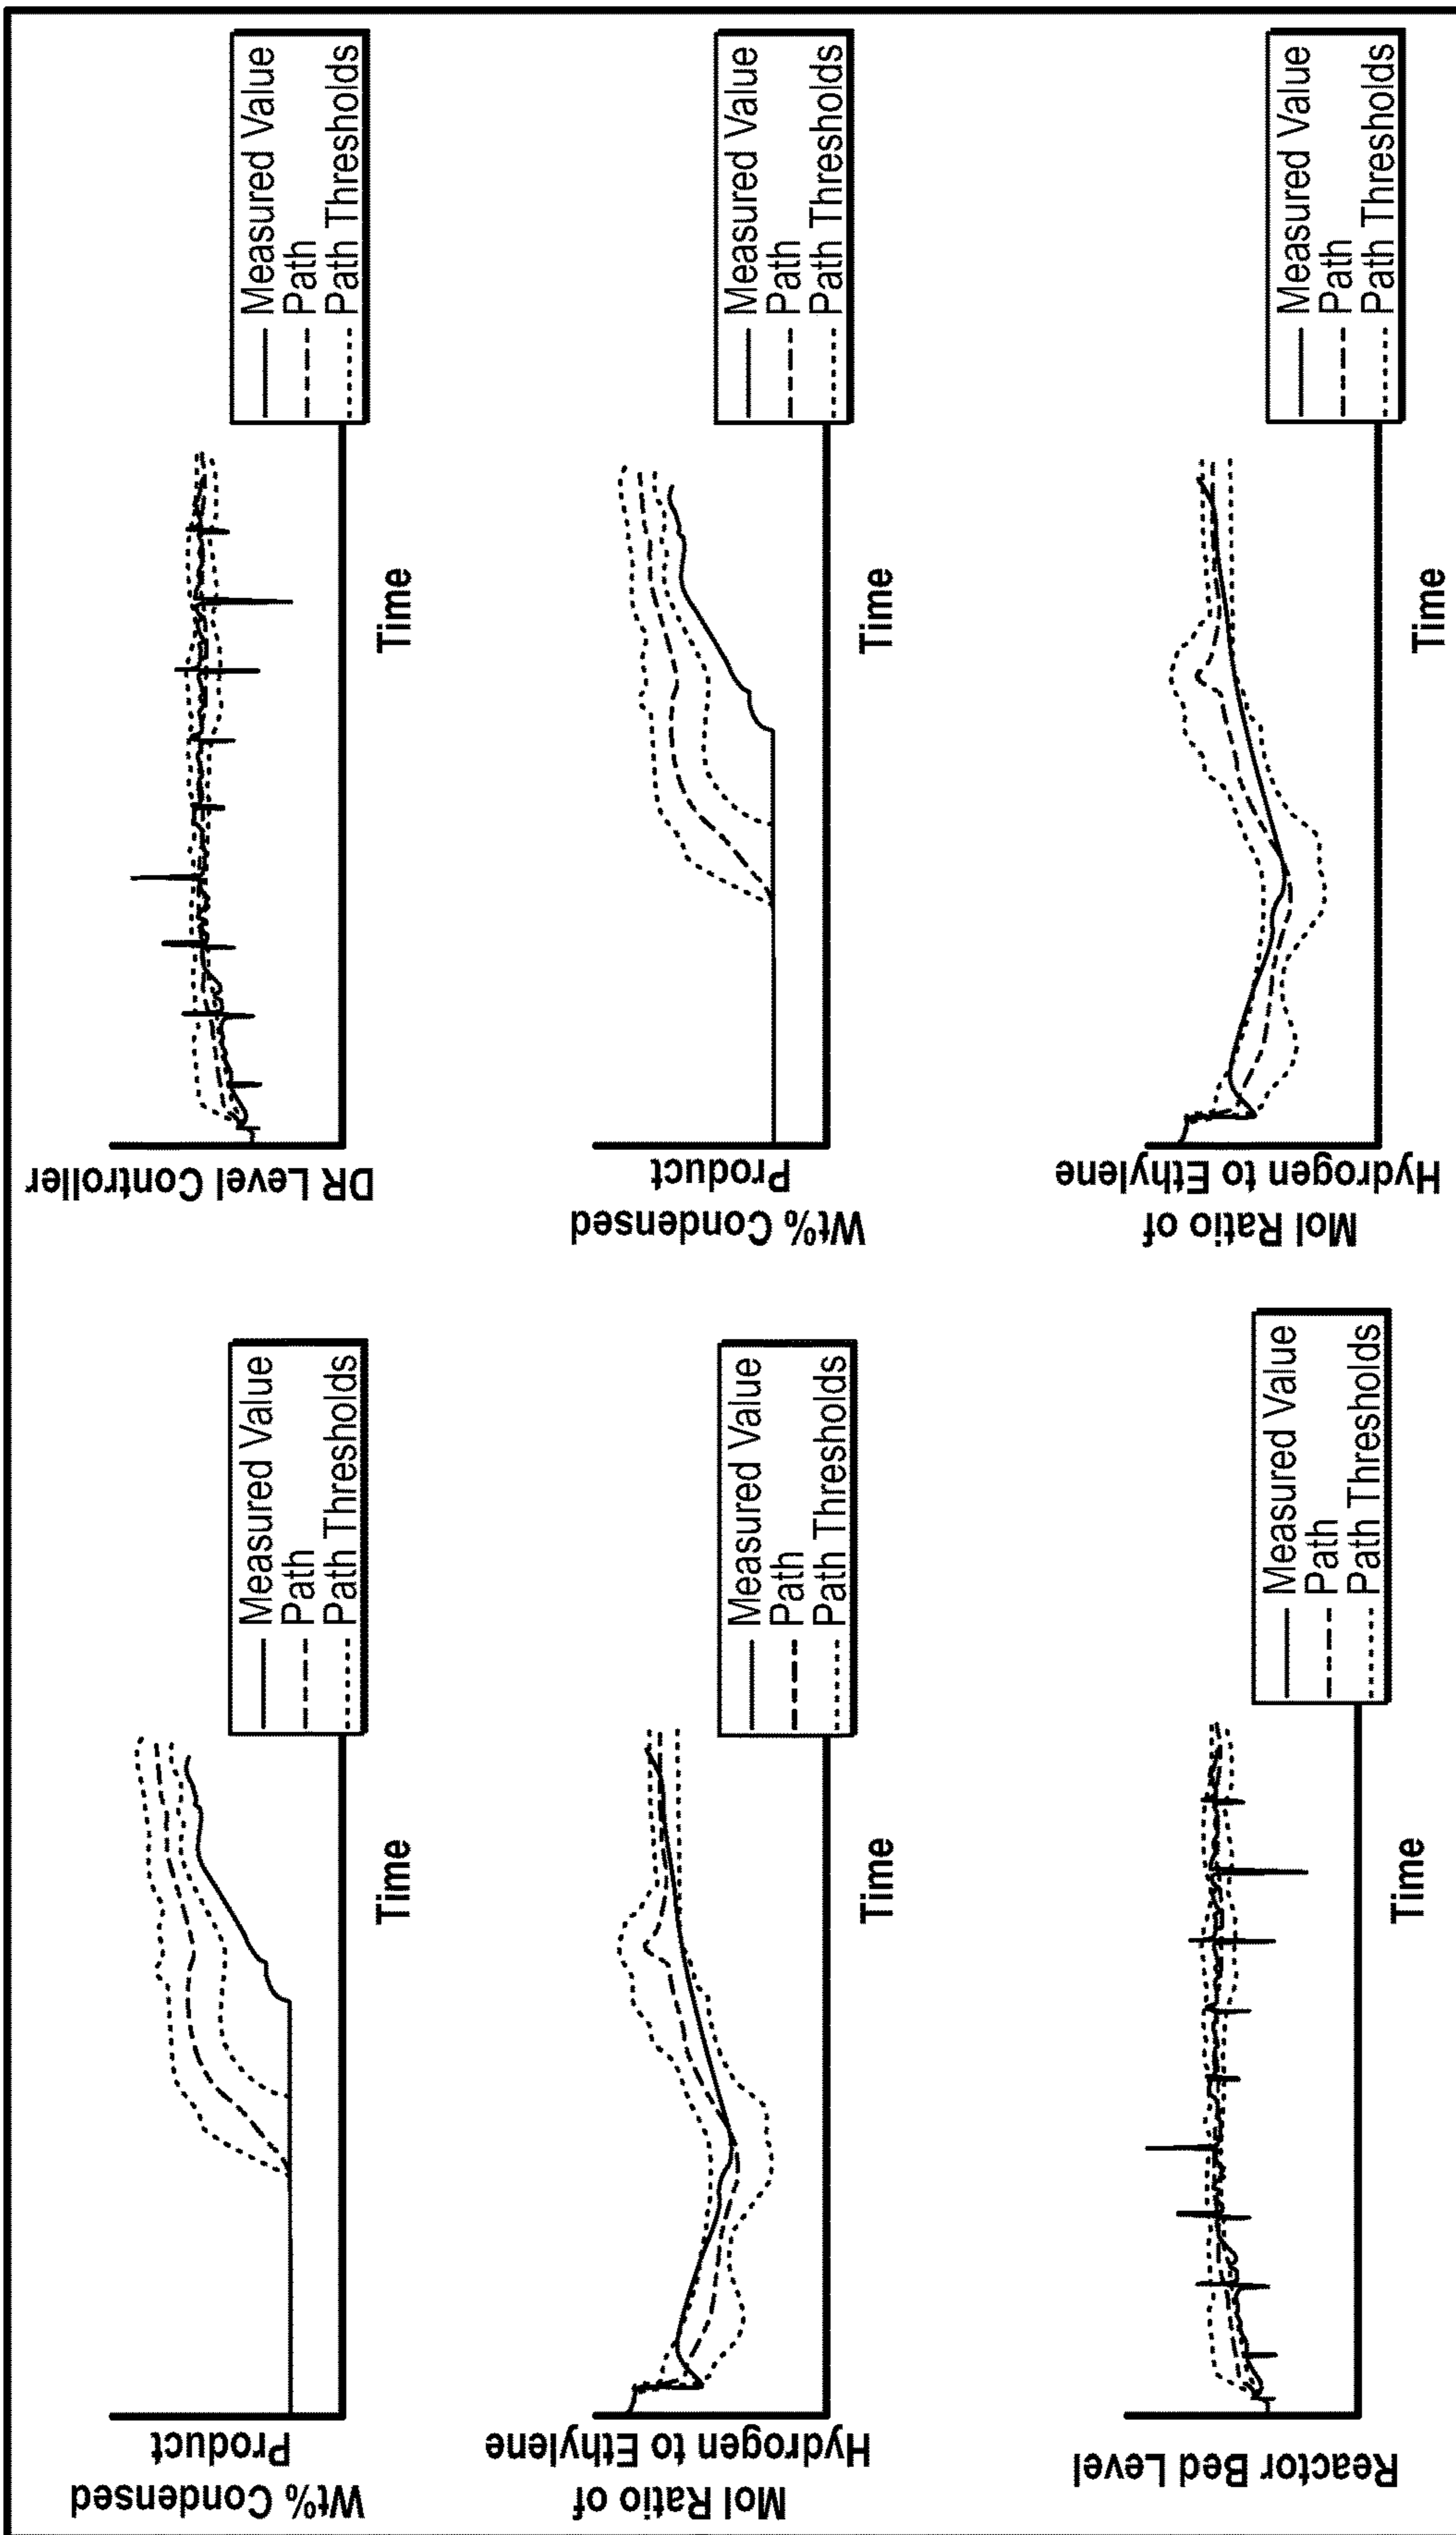 Wt% Condensed
Product
Measured Value
Path
Path Thresholds
Time
DR Level Controller
Measured Value
Path
Path Thresholds
Time
Mol Ratio of
Hydrogen to Ethylene
Measured Value
Path
Path Thresholds
Time
Wt% Condensed
Product
Measured Value
Path
Path Thresholds
Time
Reactor Bed Level
Measured Value
Path
Path Thresholds
Time
Mol Ratio of
Hydrogen to Ethylene
Measured Value
Path
Path Thresholds
Time